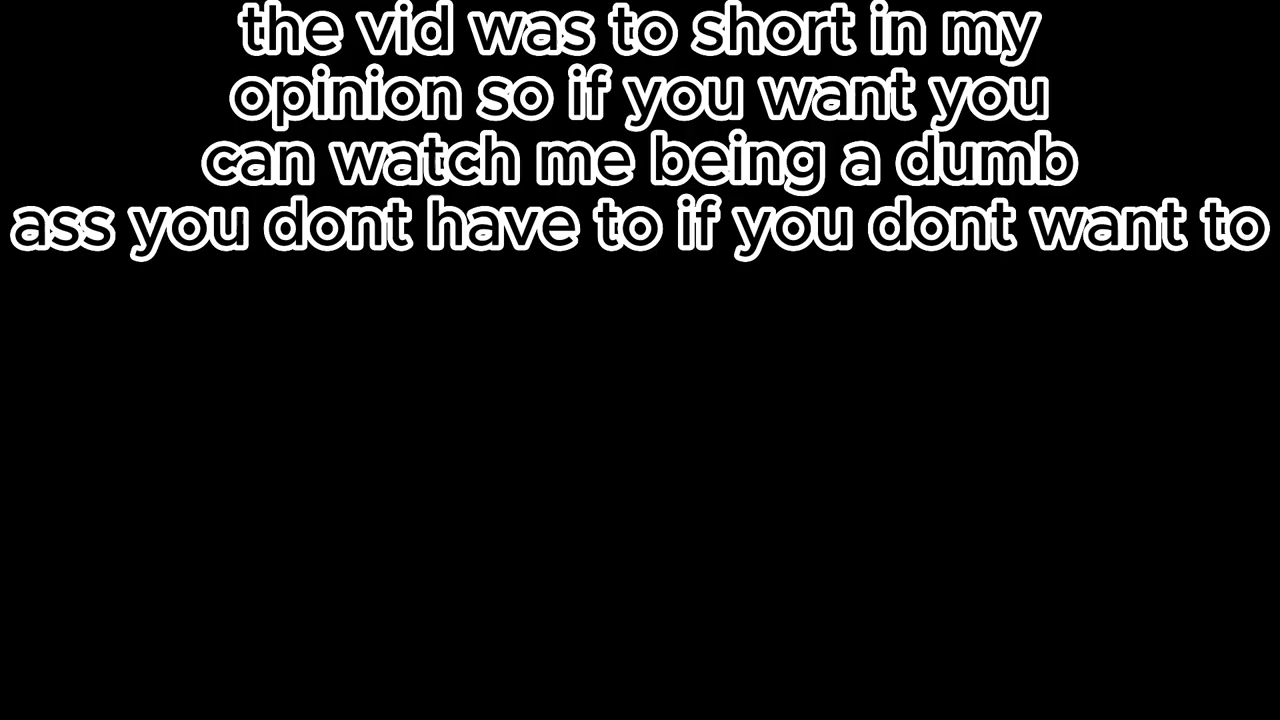 the vid was to short in my
opinion so if you want you
can watch me being a dumb
ass you dont have to if you dont want to